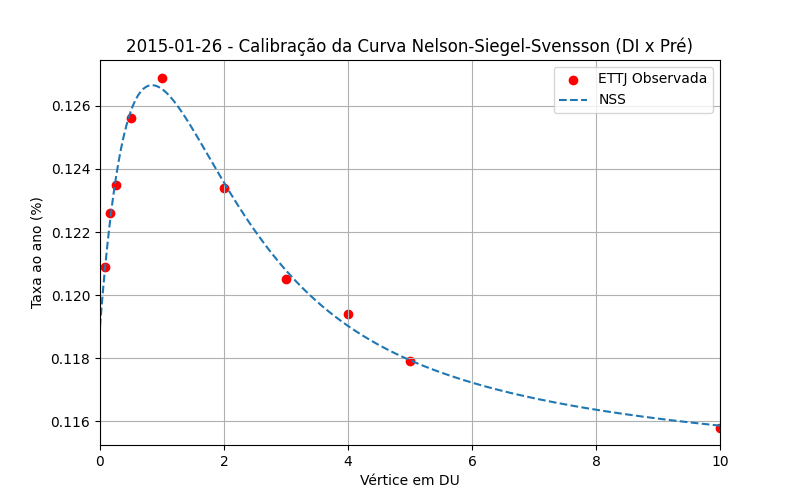 2015-01-26 - Calibração da Curva Nelson-Siegel-Svensson (DI x Pré)
ETTJ Observada
NSS
Taxa ao ano (%)
0.126
0.124
0.122
0.120
0.118
0.116
0 2 4 6 8 10
Vértice em DU